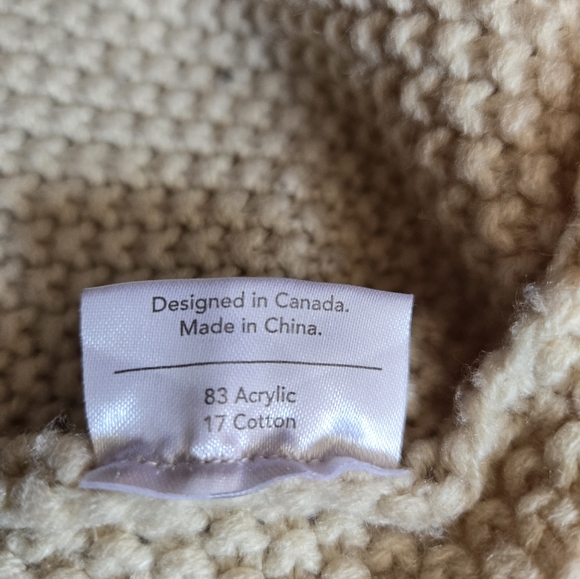 Designed in Canada.
Made in China.
83 Acrylic
17 Cotton